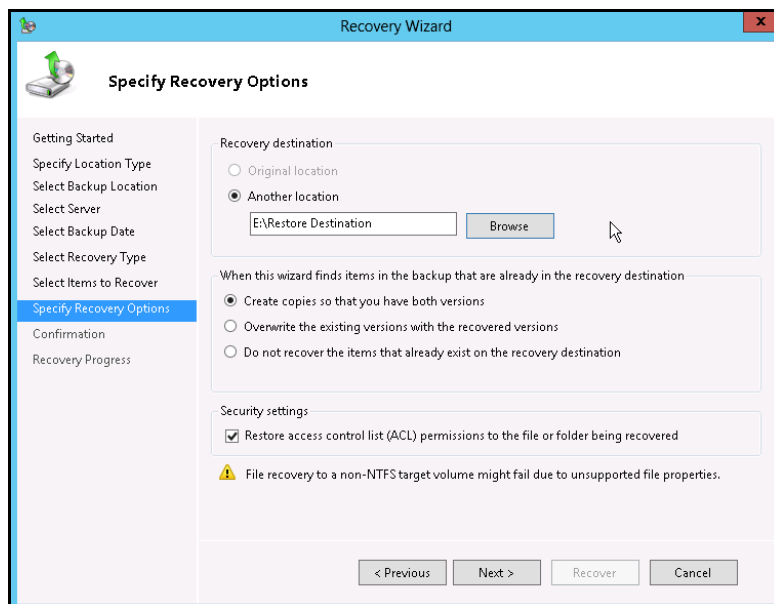 Recovery Wizard
x
Specify Recovery Options
Getting Started
Specify Location Type
Select Backup Location
Select Server
Select Backup Date
Select Recovery Type
Select Items to Recover
Specify Recovery Options
Confirmation
Recovery Progress
Recovery destination
Original location
Another location
E:\Restore Destination
Browse
When this wizard finds items in the backup that are already in the recovery destination
Create copies so that you have both versions
Overwrite the existing versions with the recovered versions
Do not recover the items that already exist on the recovery destination
Security settings
Restore access control list (ACL) permissions to the file or folder being recovered
File recovery to a non-NTFS target volume might fail due to unsupported file properties.
< Previous
Next >
Recover
Cancel